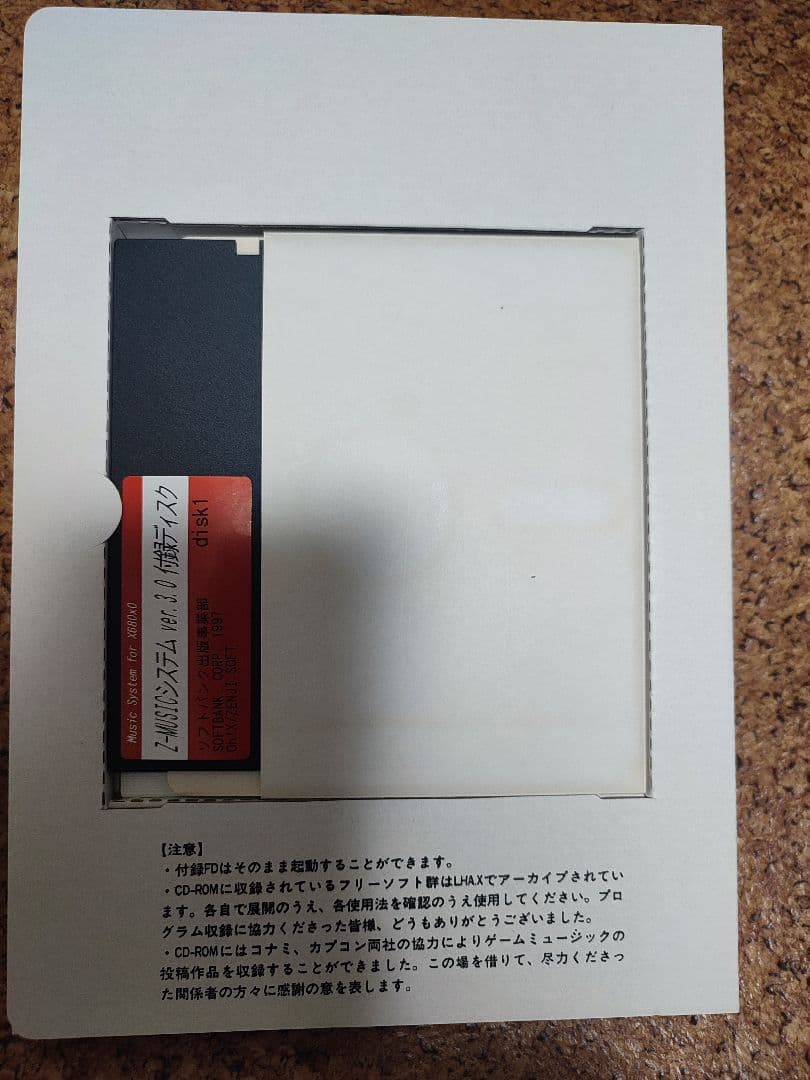 Music System for X680x0
Z-MUSICシステム ver. 3.0 付録ディスク
disk1
ソフトバンク出版事業部
SOFTBANK CORP. 1997
Oh!X/ZENJI SOFT
【注意】
・付録FDはそのまま起動することができます。
・CD-ROMに収録されているフリーソフト群はLHA.Xでアーカイブされてい
ます。各自で展開のうえ、各使用法を確認のうえ使用してください。プロ
グラム収録に協力くださった皆様、どうもありがとうございました。
・CD-ROMにはコナミ、カプコン両社の協力によりゲームミュージックの
投稿作品を収録することができました。この場を借りて、尽力くださっ
た関係者の方々に感謝の意を表します。